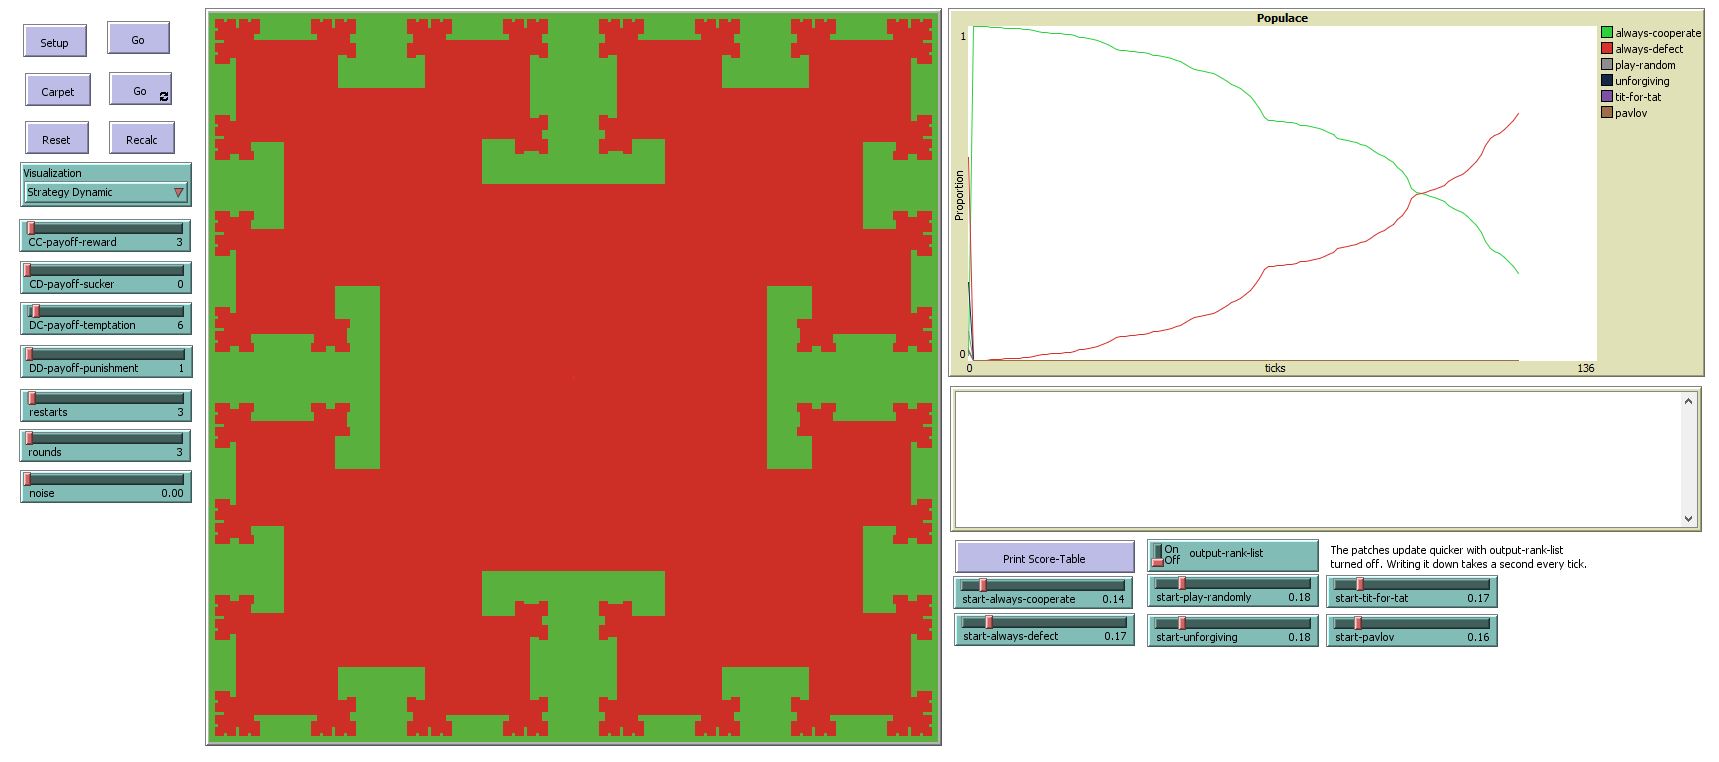 Setup
Go
Carpet
Go
Reset
Recalc
Visualization
Strategy Dynamic
CC-payoff-reward 3
CD-payoff-sucker 0
DC-payoff-temptation 6
DD-payoff-punishment 1
restarts 3
rounds 3
noise 0.00
Populace
1
Proportion
0
0
ticks
136
always-cooperate
always-defect
play-random
unforgiving
tit-for-tat
pavlov
Print Score-Table
On
Off
output-rank-list
The patches update quicker with output-rank-list
turned off. Writing it down takes a second every tick.
start-always-cooperate 0.14
start-play-randomly 0.18
start-tit-for-tat 0.17
start-always-defect 0.17
start-unforgiving 0.18
start-pavlov 0.16